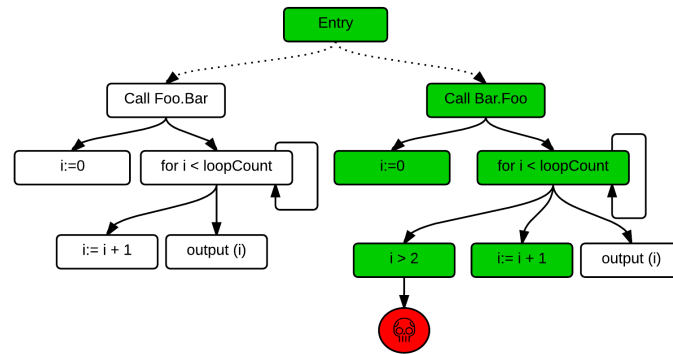 Entry
Call Foo.Bar
Call Bar.Foo
i:=0
for i < loopCount
i:=0
for i < loopCount
i:= i + 1
output (i)
i > 2
i:= i + 1
output (i)